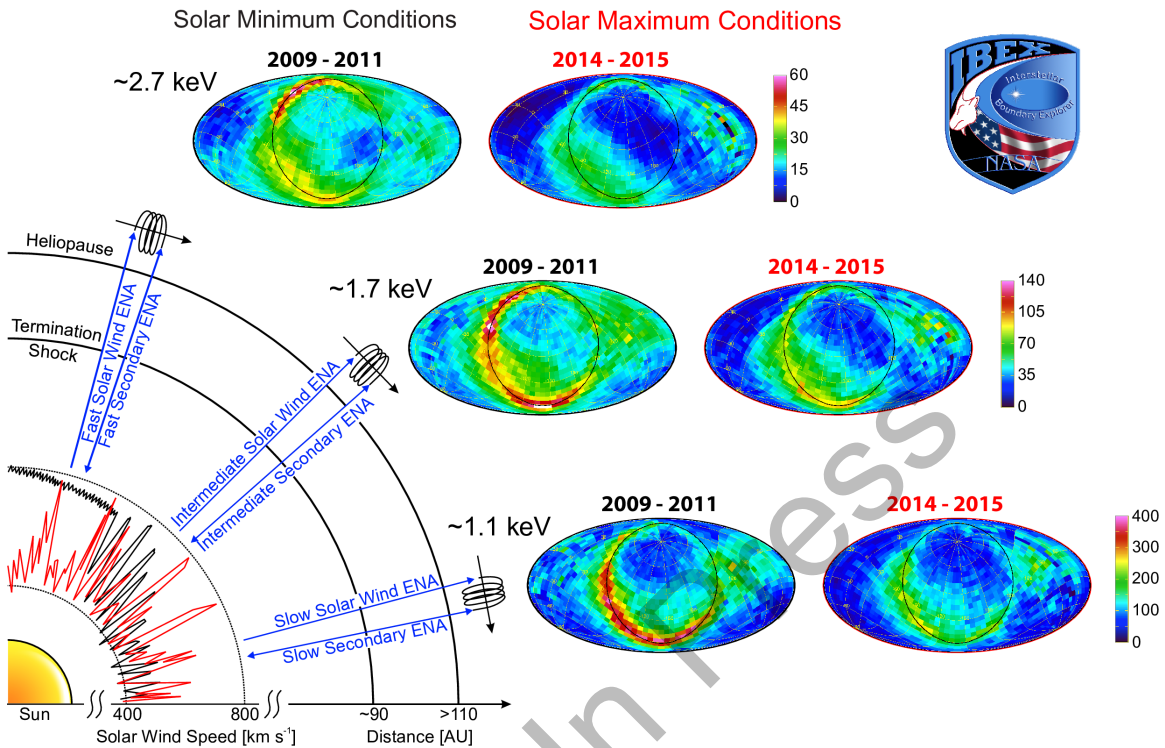 Solar Minimum Conditions
Solar Maximum Conditions
~2.7 keV
2009 - 2011
2014 - 2015
60
45
30
15
0
IBEX
Interstellar
Boundary Explorer
NASA
Heliopause
Termination
Shock
Fast Solar Wind ENA
Fast Secondary ENA
~1.7 keV
2009 - 2011
2014 - 2015
140
105
70
35
0
Intermediate Solar Wind ENA
Intermediate Secondary ENA
~1.1 keV
2009 - 2011
2014 - 2015
400
300
200
100
0
Slow Solar Wind ENA
Slow Secondary ENA
Sun
400
800
~90
>110
Solar Wind Speed [km s⁻¹]
Distance [AU]
In Press